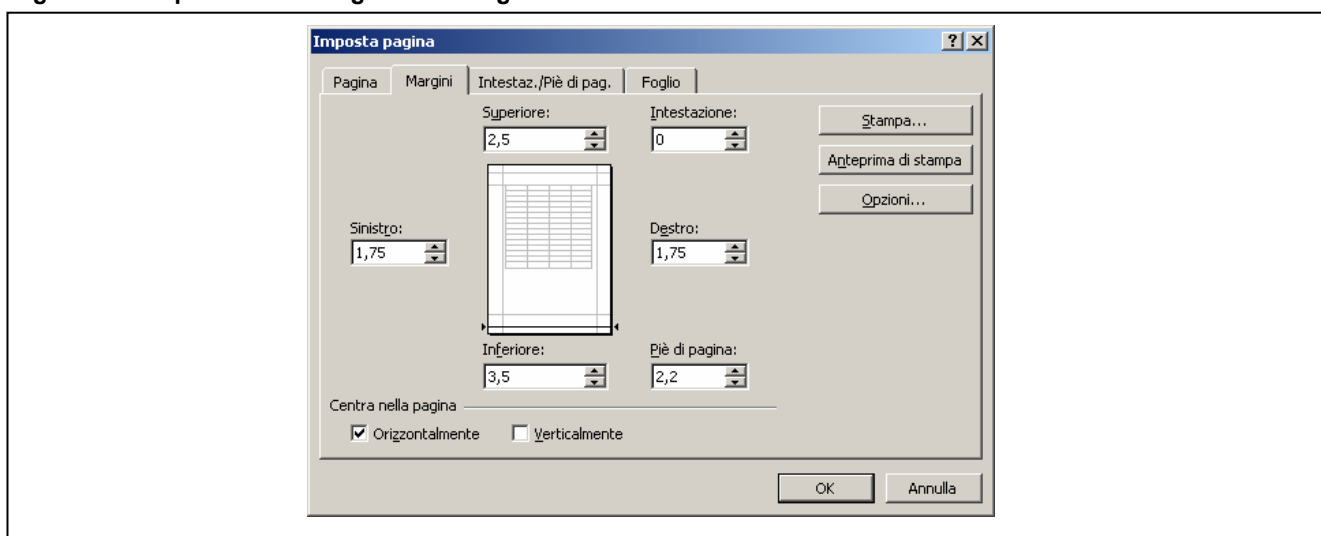 Imposta pagina
Pagina Margini Intestaz./Piè di pag. Foglio
Superiore: Intestazione:
2,5 0
Stampa...
Anteprima di stampa
Opzioni...
Sinistro: Destro:
1,75 1,75
Inferiore: Piè di pagina:
3,5 2,2
Centra nella pagina
Orizzontalmente Verticalmente
OK Annulla